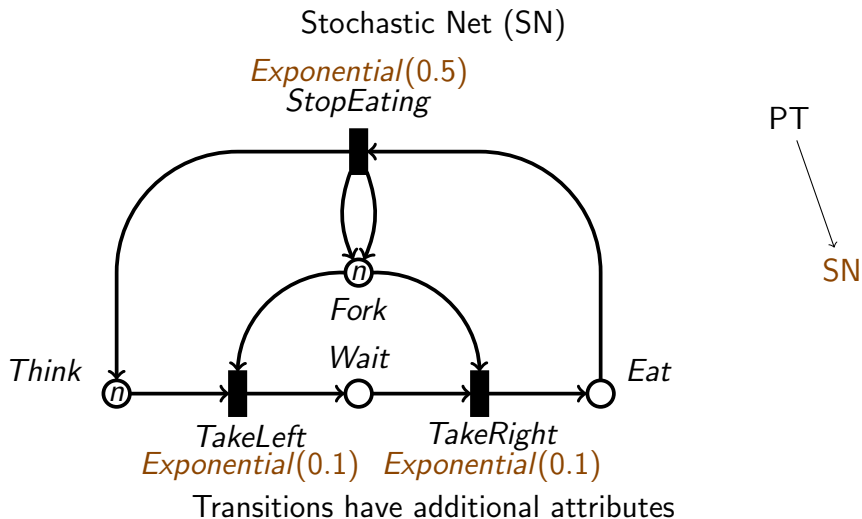 Stochastic Net (SN)
Exponential(0.5)
StopEating
PT
n
SN
Fork
Wait
Think
n
Eat
TakeLeft
TakeRight
Exponential(0.1)
Exponential(0.1)
Transitions have additional attributes